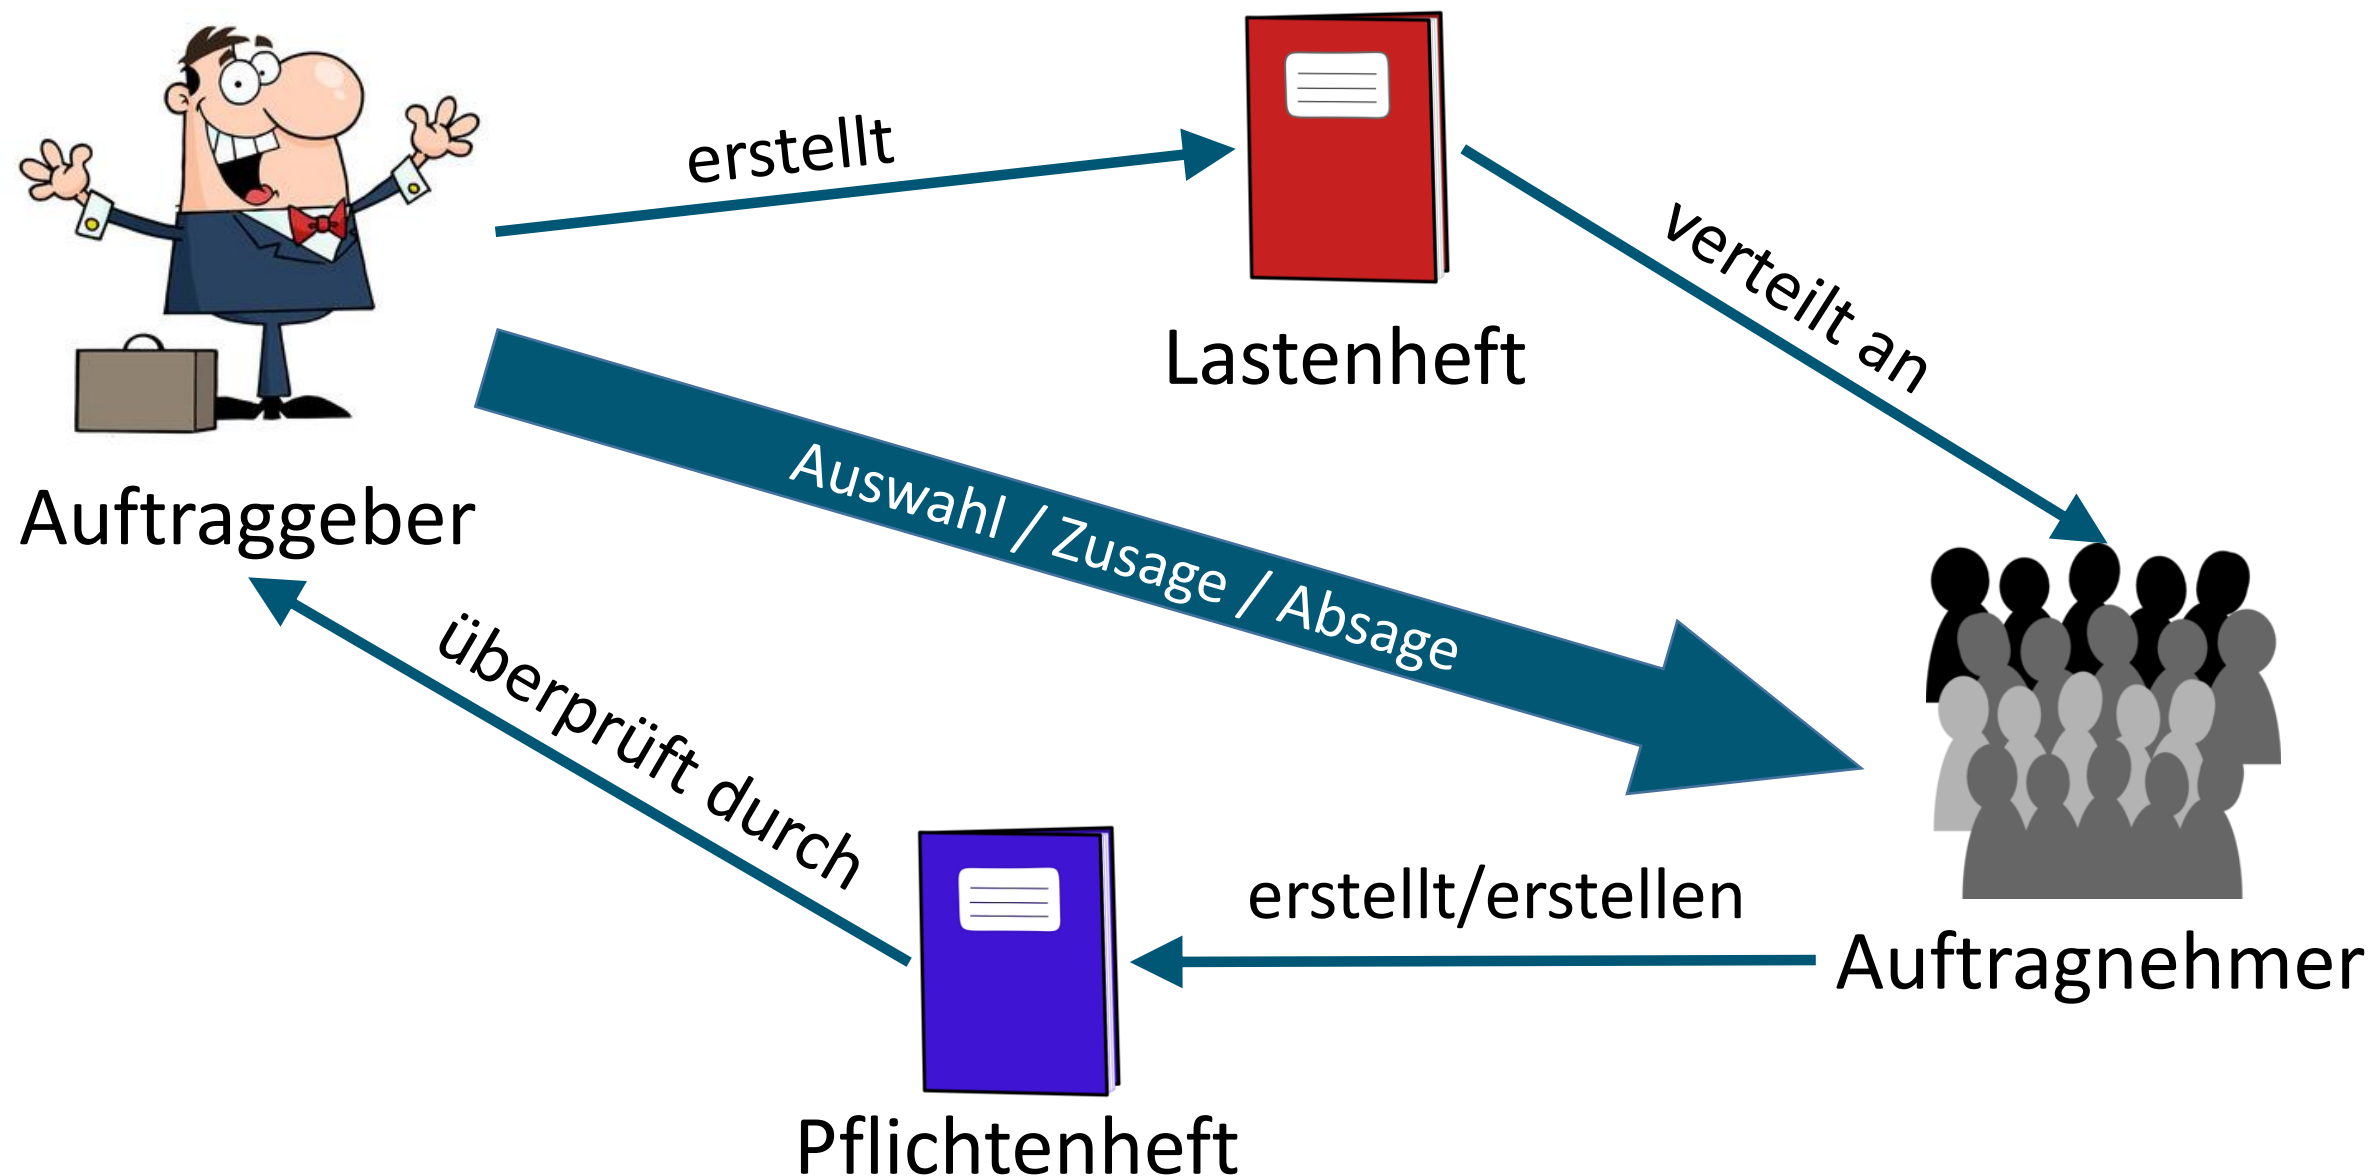 erstellt
verteilt an
Lastenheft
Auftraggeber
Auswahl / Zusage / Absage
überprüft durch
erstellt/erstellen
Auftragnehmer
Pflichtenheft